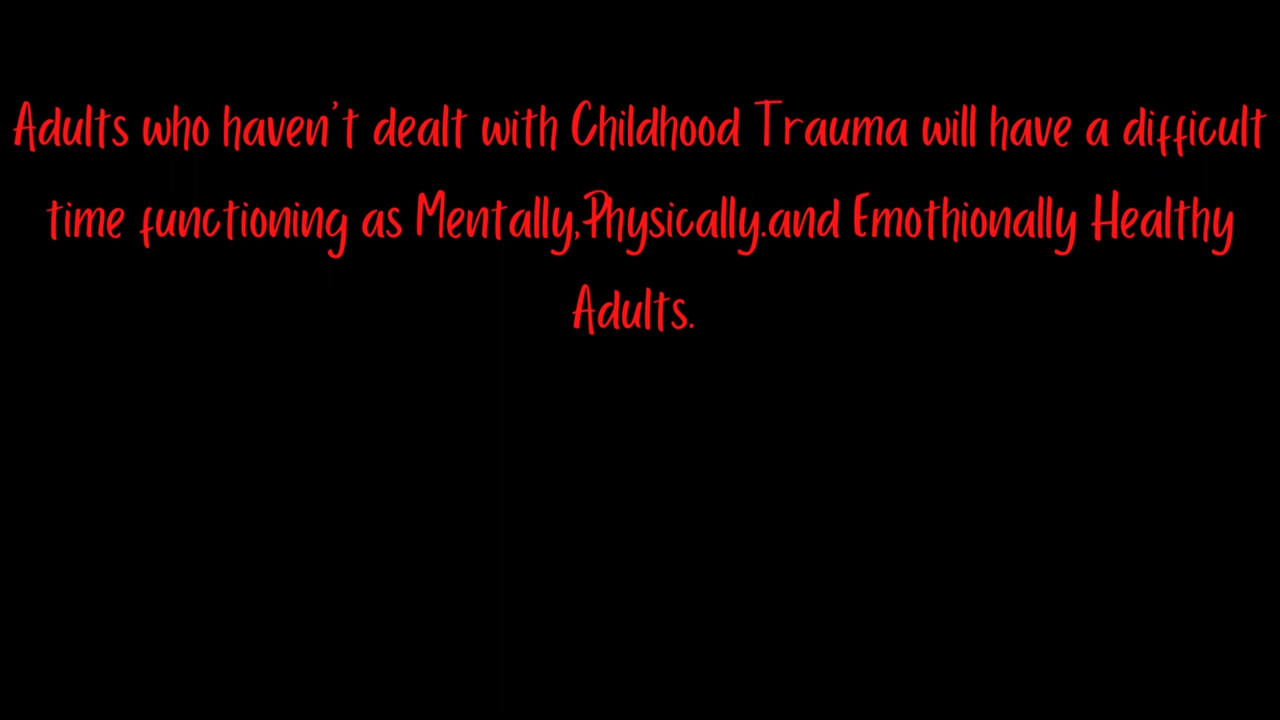 Adults who haven't dealt with Childhood Trauma will have a difficult
time functioning as Mentally,Physically.and Emothionally Healthy
Adults.